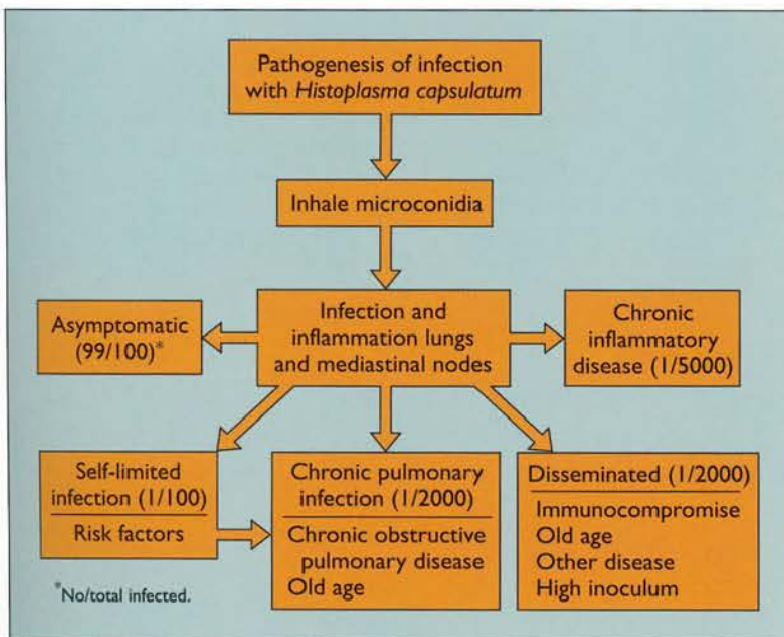 Pathogenesis of infection
with Histoplasma capsulatum
Inhale microconidia
Asymptomatic
(99/100)*
Infection and
inflammation lungs
and mediastinal nodes
Chronic
inflammatory
disease (1/5000)
Self-limited
infection (1/100)
Risk factors
Chronic pulmonary
infection (1/2000)
Chronic obstructive
pulmonary disease
Old age
Disseminated (1/2000)
Immunocompromise
Old age
Other disease
High inoculum
*No/total infected.